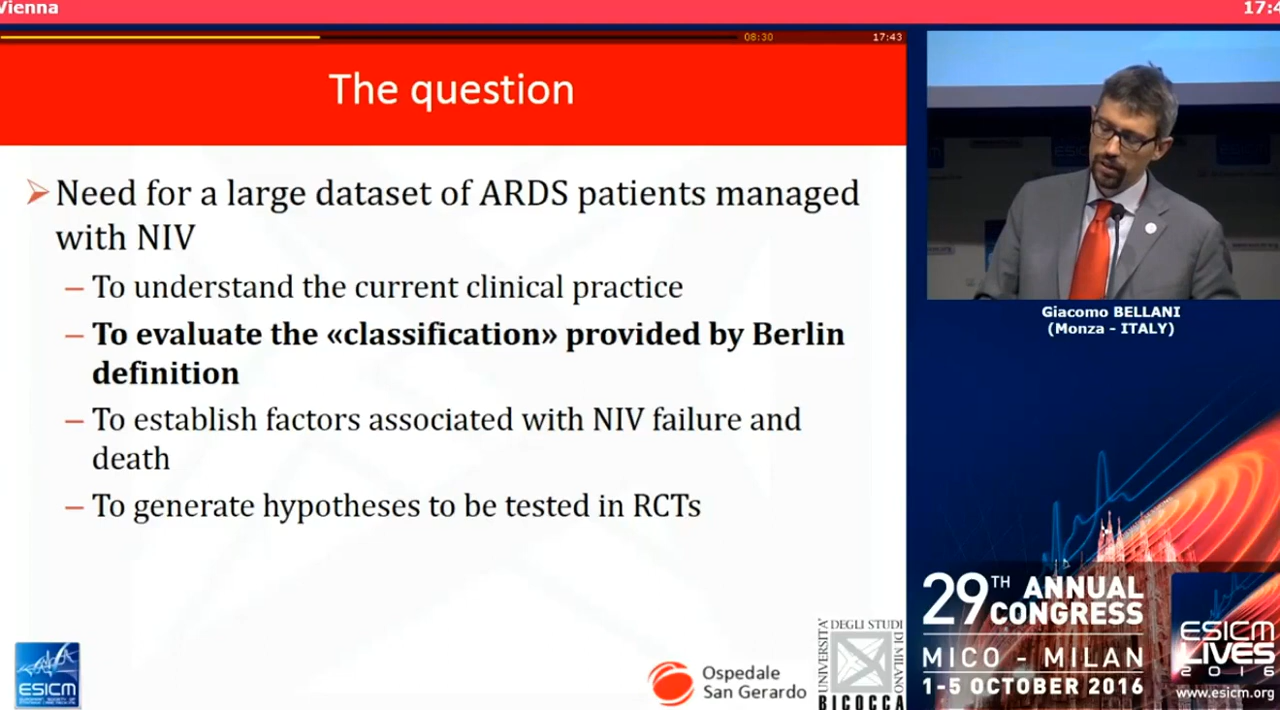 Vienna
17:4
08:30
17:43
The question
Need for a large dataset of ARDS patients managed
with NIV
– To understand the current clinical practice
– To evaluate the «classification» provided by Berlin
definition
– To establish factors associated with NIV failure and
death
– To generate hypotheses to be tested in RCTs
Giacomo BELLANI
(Monza - ITALY)
29TH ANNUAL
CONGRESS
MICO - MILAN
1-5 OCTOBER 2016
ESICM
LIVES
2016
www.esicm.org
ESICM
Ospedale
San Gerardo
UNIVERSITA'
DEGLI STUDI
DI MILANO
BICOCCA